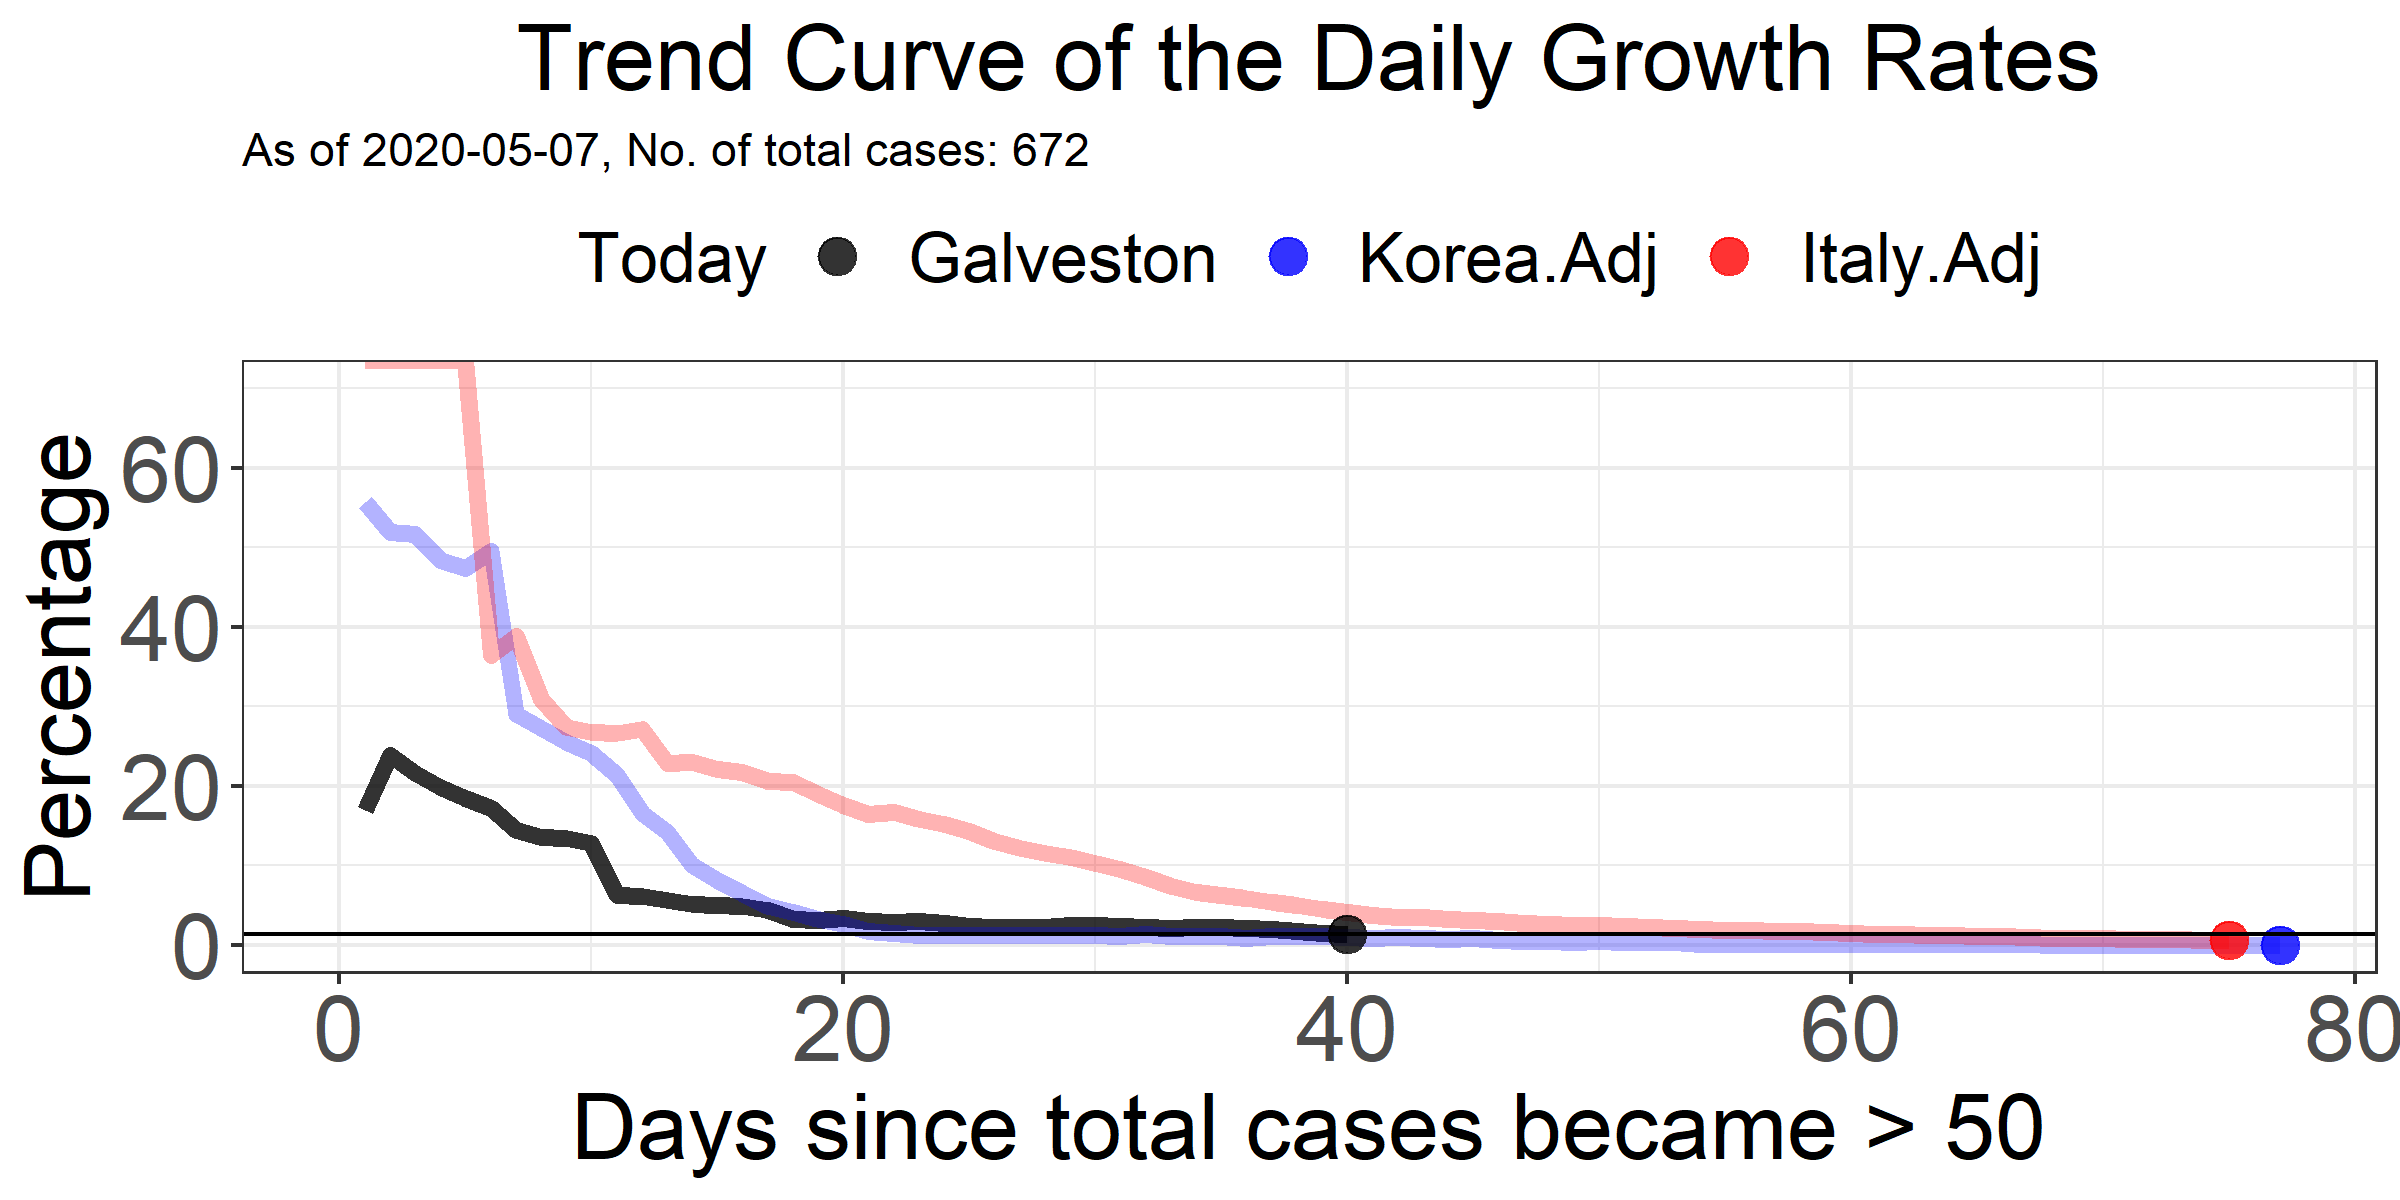 Trend Curve of the Daily Growth Rates
As of 2020-05-07, No. of total cases: 672
Today Galveston Korea.Adj Italy.Adj
Percentage
60
40
20
0
0 20 40 60 80
Days since total cases became > 50